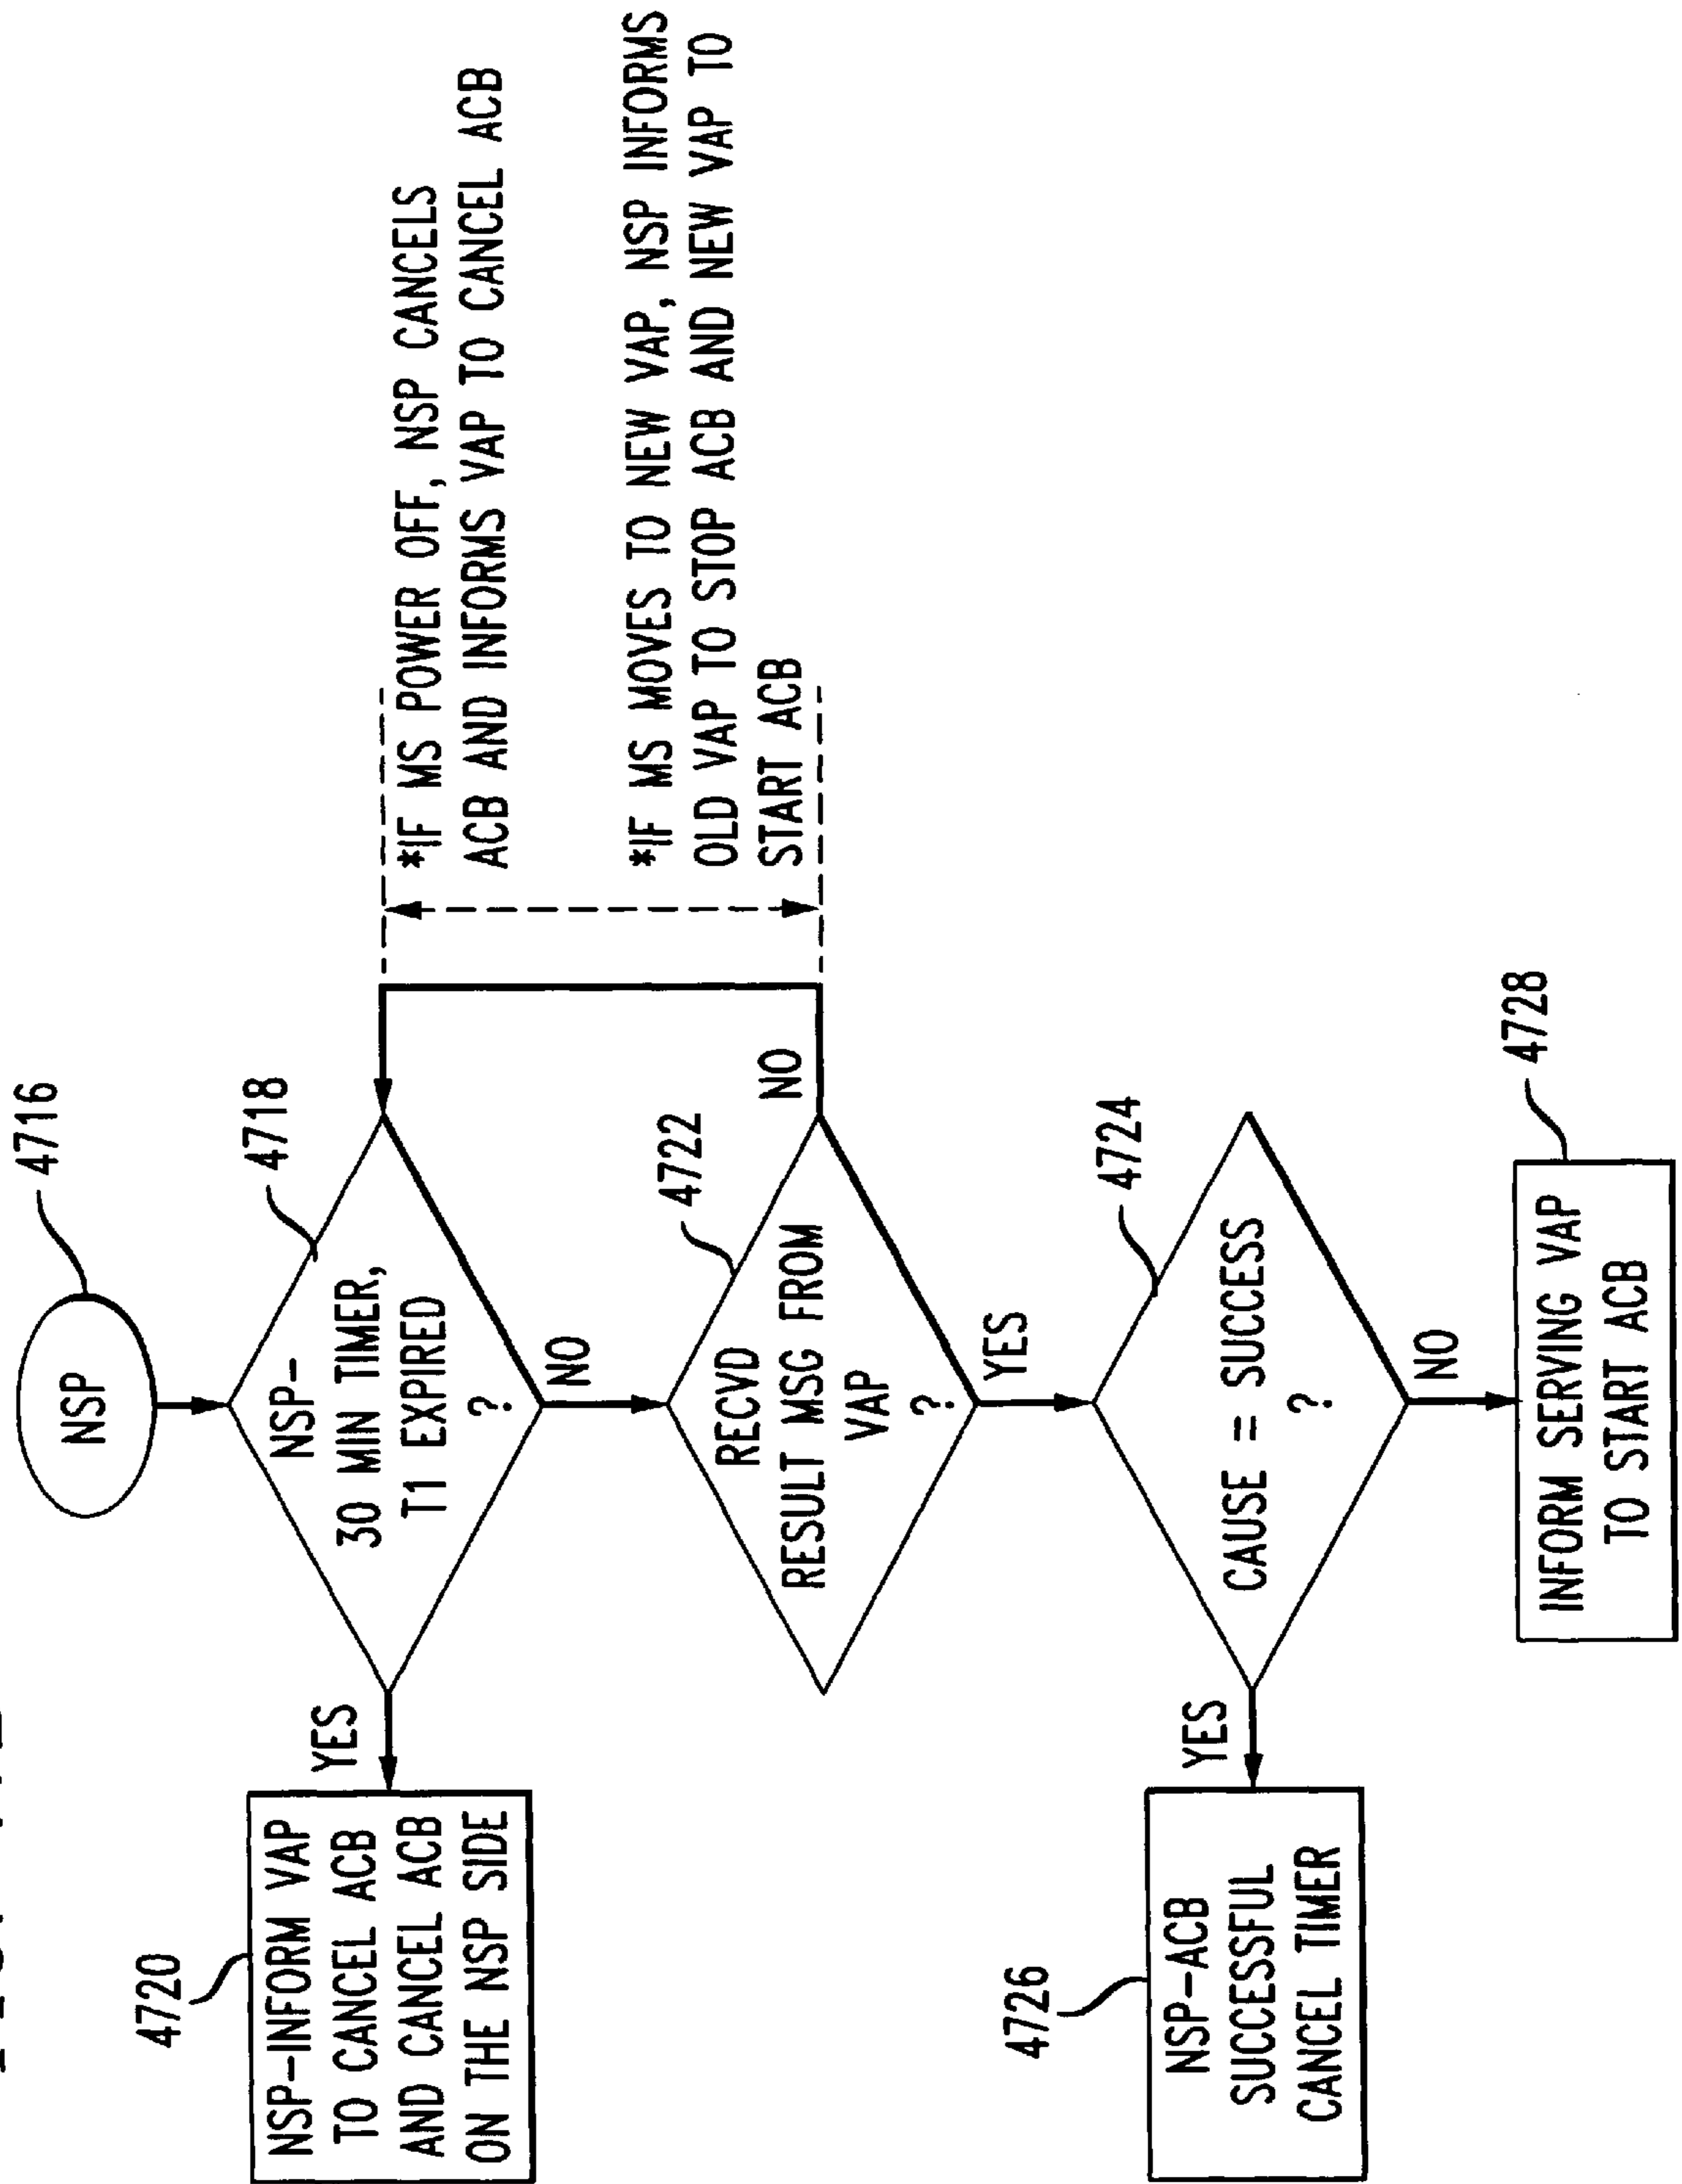 4716
NSP
4718
NSP-
30 MIN TIMER,
T1 EXPIRED
?
YES
4720
NSP-INFORM VAP
TO CANCEL ACB
AND CANCEL ACB
ON THE NSP SIDE
NO
*IF MS POWER OFF, NSP CANCELS
ACB AND INFORMS VAP TO CANCEL ACB
*IF MS MOVES TO NEW VAP, NSP INFORMS
OLD VAP TO STOP ACB AND NEW VAP TO
START ACB
4722
RECVD
RESULT MSG FROM
VAP
?
NO
YES
4724
CAUSE = SUCCESS
?
YES
4726
NSP-ACB
SUCCESSFUL
CANCEL TIMER
NO
4728
INFORM SERVING VAP
TO START ACB